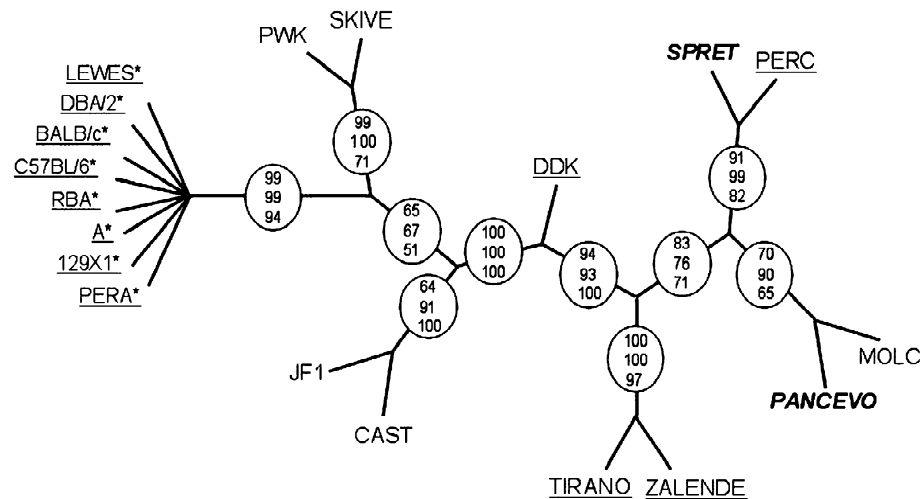 SKIVE
PWK
SPRET
PERC
LEWES*
DBA/2*
BALB/c*
C57BL/6*
RBA*
A*
129X1*
PERA*
99
99
94
99
100
71
65
67
51
64
91
100
100
100
100
DDK
94
93
100
83
76
71
91
99
82
70
90
65
100
100
97
JF1
CAST
MOLC
PANCEVO
TIRANO
ZALENDE